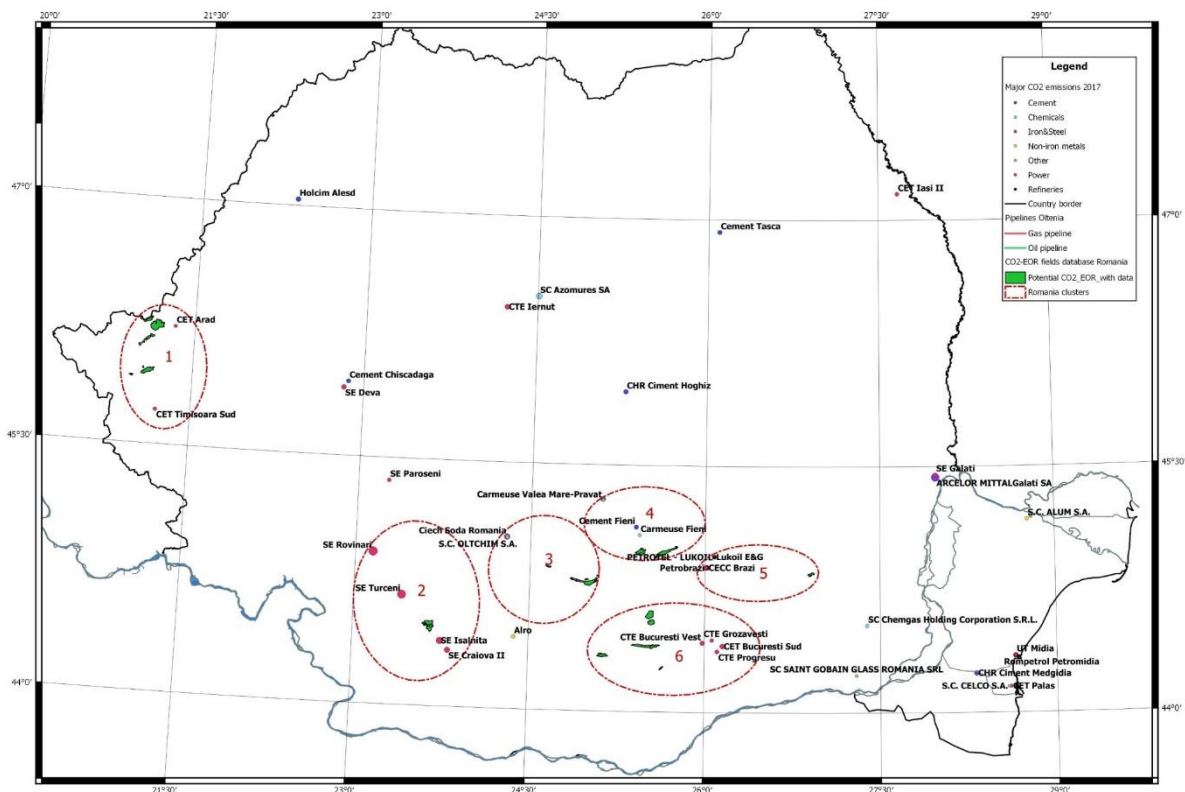 20°0' 21°30' 23°0' 24°30' 26°0' 27°30' 29°0'
Legend
Major CO2 emissions 2017
Cement
Chemicals
Iron&Steel
Non-iron metals
Other
Power
Refineries
Country border
Pipelines Oltenia
Gas pipeline
Oil pipeline
CO2-EOR fields database Romania
Potential CO2_EOR_with data
Romania clusters
47°0'
47°0'
Holcim Alesd
CET Iasi II
Cement Tasca
SC Azomures SA
CTE Iernut
CET Arad
1
CET Timisoara Sud
Cement Chiscadaga
SE Deva
CHR Ciment Hoghiz
45°30'
45°30'
SE Paroseni
SE Galati
ARCELOR MITTALGalati SA
S.C. ALUM S.A.
Carmeuse Valea Mare-Pravat
4
Cement Fieni
Carmeuse Fieni
Ciech Soda Romania
S.C. OLTCHIM S.A.
SE Rovinari
3
PETROTEL - LUKOIL
Lukoil E&G
Petrobrazi
CECC Brazi
5
SE Turceni
2
SE Isalnita
SE Craiova II
Alro
CTE Bucuresti Vest
CTE Grozavesti
CET Bucuresti Sud
CTE Progresu
6
SC Chemgas Holding Corporation S.R.L.
SC SAINT GOBAIN GLASS ROMANIA SRL
UT Midia
Rompetrol Petromidia
CHR Ciment Medgidia
S.C. CELCO S.A.
CET Palas
44°0'
44°0'
21°30' 23°0' 24°30' 26°0' 27°30' 29°0'